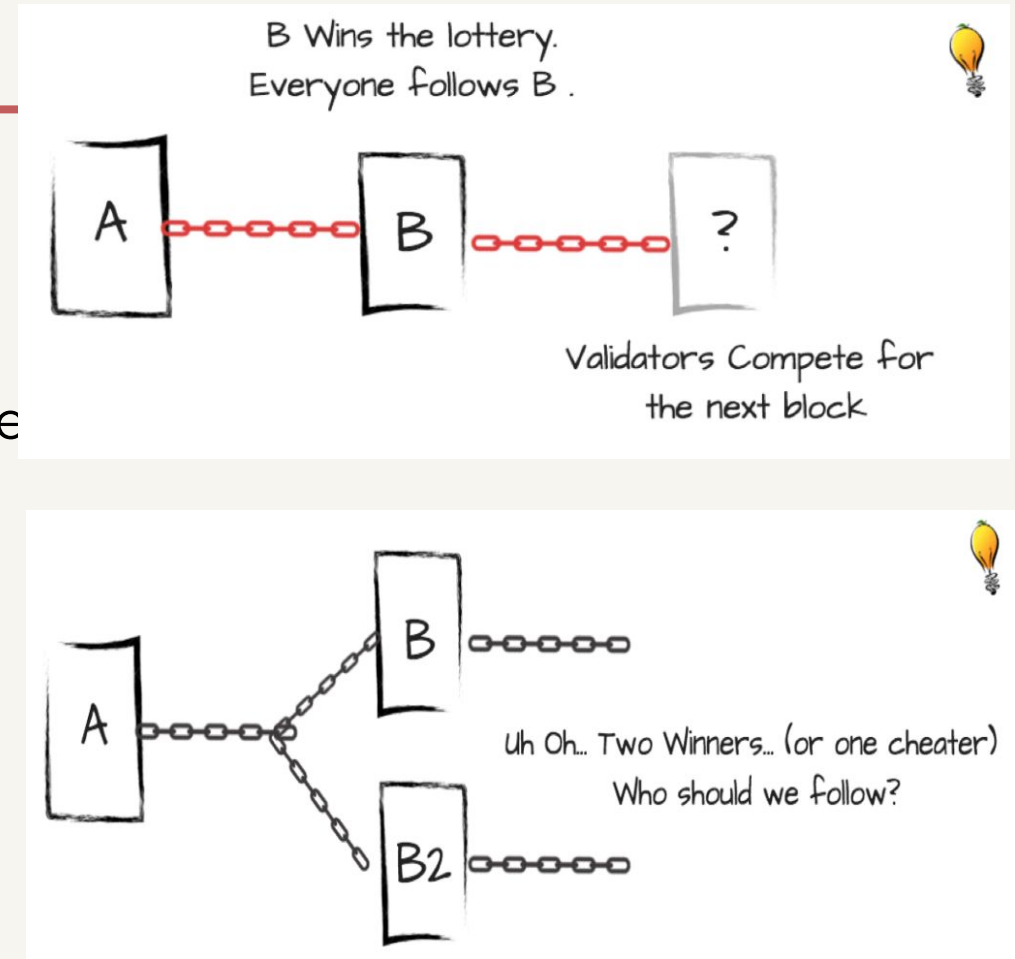 B Wins the lottery.
Everyone follows B .
A
B
?
Validators Compete for
the next block
e
B
A
Uh Oh... Two Winners... (or one cheater)
Who should we follow?
B2